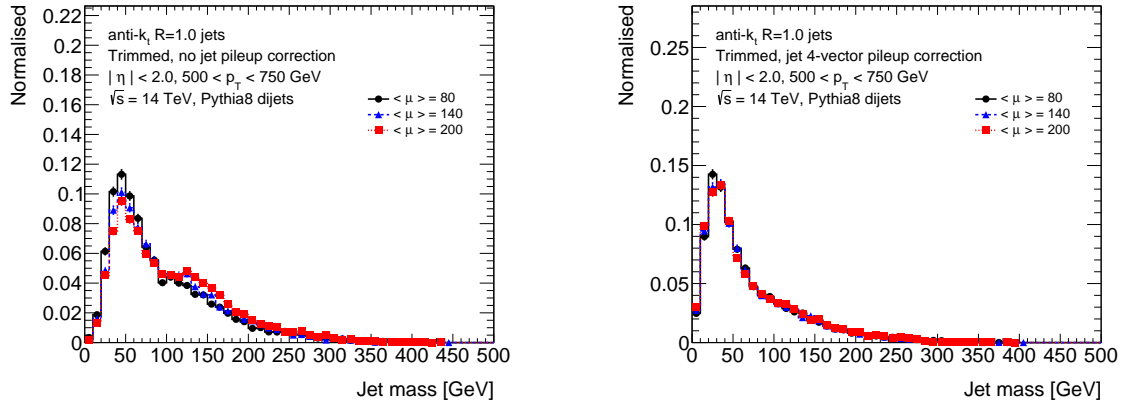 Normalised
0.22
0.2
0.18
0.16
0.14
0.12
0.1
0.08
0.06
0.04
0.02
0
anti-k_t R=1.0 jets
Trimmed, no jet pileup correction
| η | < 2.0, 500 < p_T < 750 GeV
√s = 14 TeV, Pythia8 dijets
< μ > = 80
< μ > = 140
< μ > = 200
0 50 100 150 200 250 300 350 400 450 500
Jet mass [GeV]
Normalised
0.25
0.2
0.15
0.1
0.05
0
anti-k_t R=1.0 jets
Trimmed, jet 4-vector pileup correction
| η | < 2.0, 500 < p_T < 750 GeV
√s = 14 TeV, Pythia8 dijets
< μ > = 80
< μ > = 140
< μ > = 200
0 50 100 150 200 250 300 350 400 450 500
Jet mass [GeV]